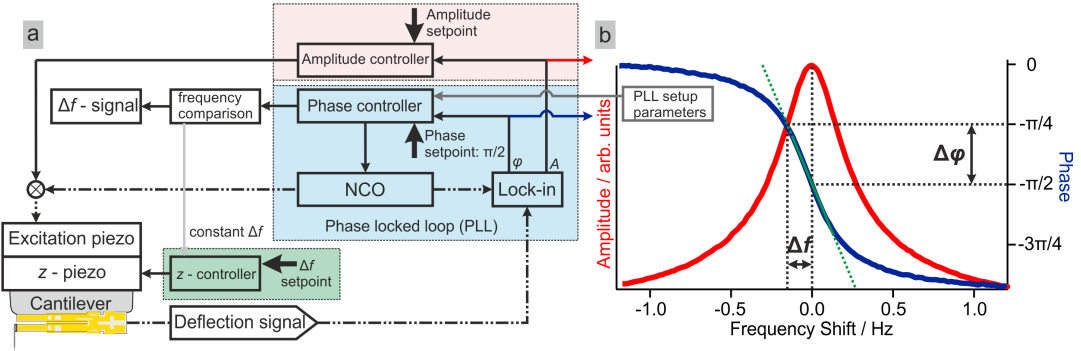 a
Amplitude
setpoint
Amplitude controller
Δf - signal
frequency
comparison
Phase controller
PLL setup
parameters
Phase
setpoint: π/2
φ
A
NCO
Lock-in
Phase locked loop (PLL)
Excitation piezo
z - piezo
Cantilever
constant Δf
z - controller
Δf
setpoint
Deflection signal
b
Amplitude / arb. units
Δf
Δφ
0
-π/4
-π/2
-3π/4
Phase
-1.0
-0.5
0.0
0.5
1.0
Frequency Shift / Hz